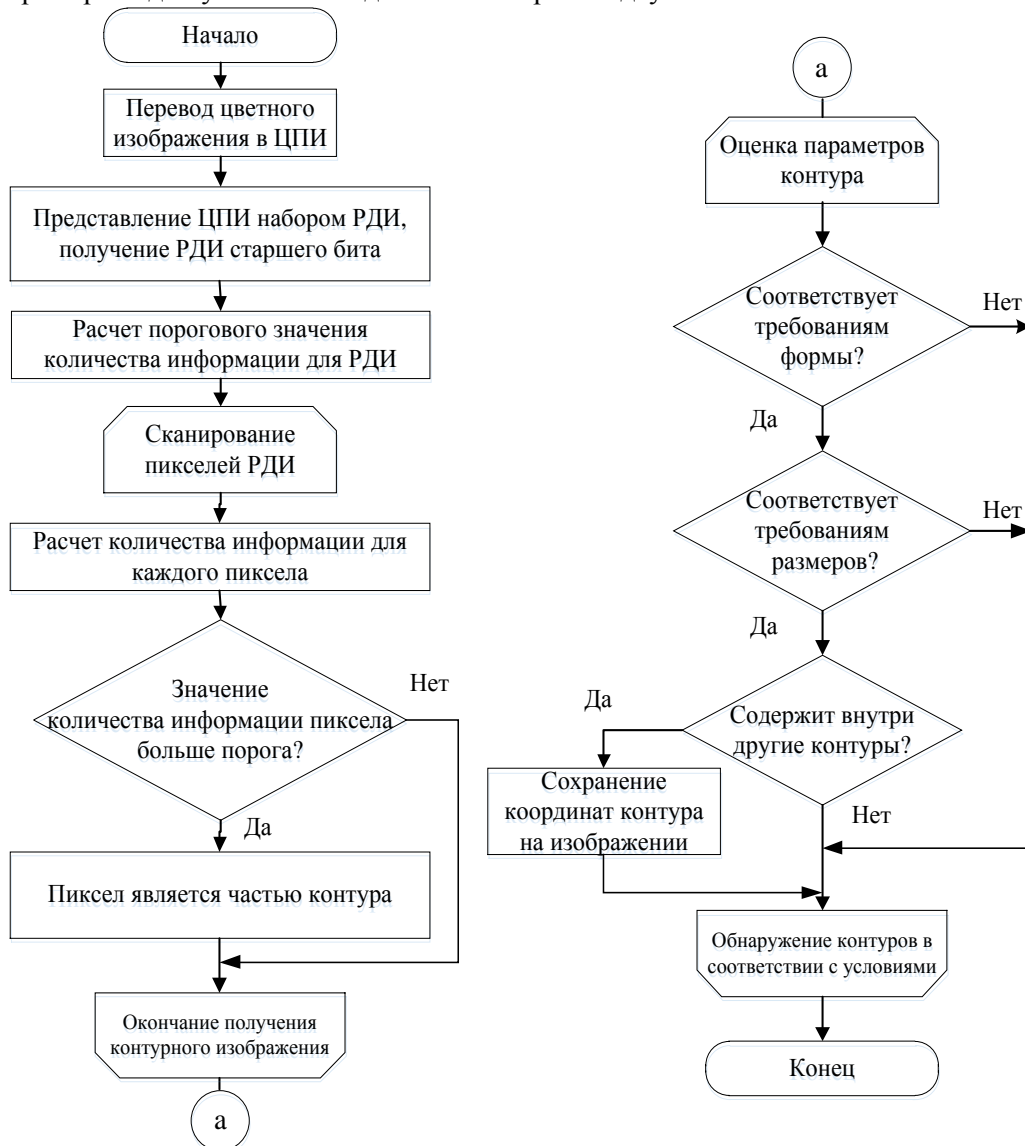 Начало
Перевод цветного
изображения в ЦПИ
Представление ЦПИ набором РДИ,
получение РДИ старшего бита
Расчет порогового значения
количества информации для РДИ
Сканирование
пикселей РДИ
Расчет количества информации для
каждого пиксела
Значение
количества информации пиксела
больше порога?
Нет
Да
Пиксел является частью контура
Окончание получения
контурного изображения
а
а
Оценка параметров
контура
Соответствует
требованиям
формы?
Нет
Да
Соответствует
требованиям
размеров?
Нет
Да
Содержит внутри
другие контуры?
Да
Сохранение
координат контура
на изображении
Нет
Обнаружение контуров в
соответствии с условиями
Конец